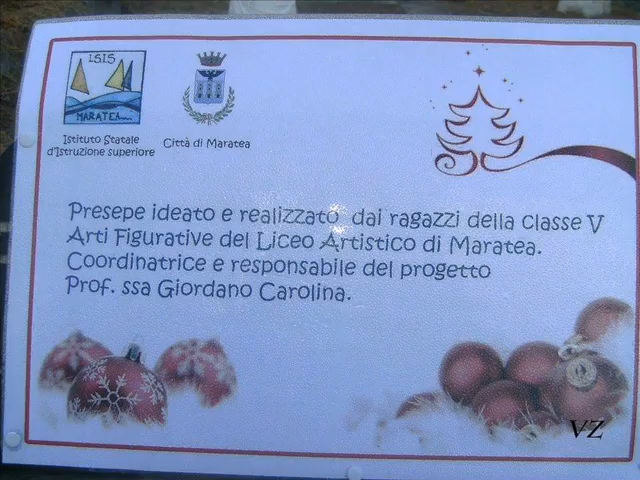 I.S.I.S
MARATEA
Istituto Statale
d'Istruzione superiore
Città di Maratea
Presepe ideato e realizzato dai ragazzi della classe V
Arti Figurative del Liceo Artistico di Maratea.
Coordinatrice e responsabile del progetto
Prof. ssa Giordano Carolina.
VZ